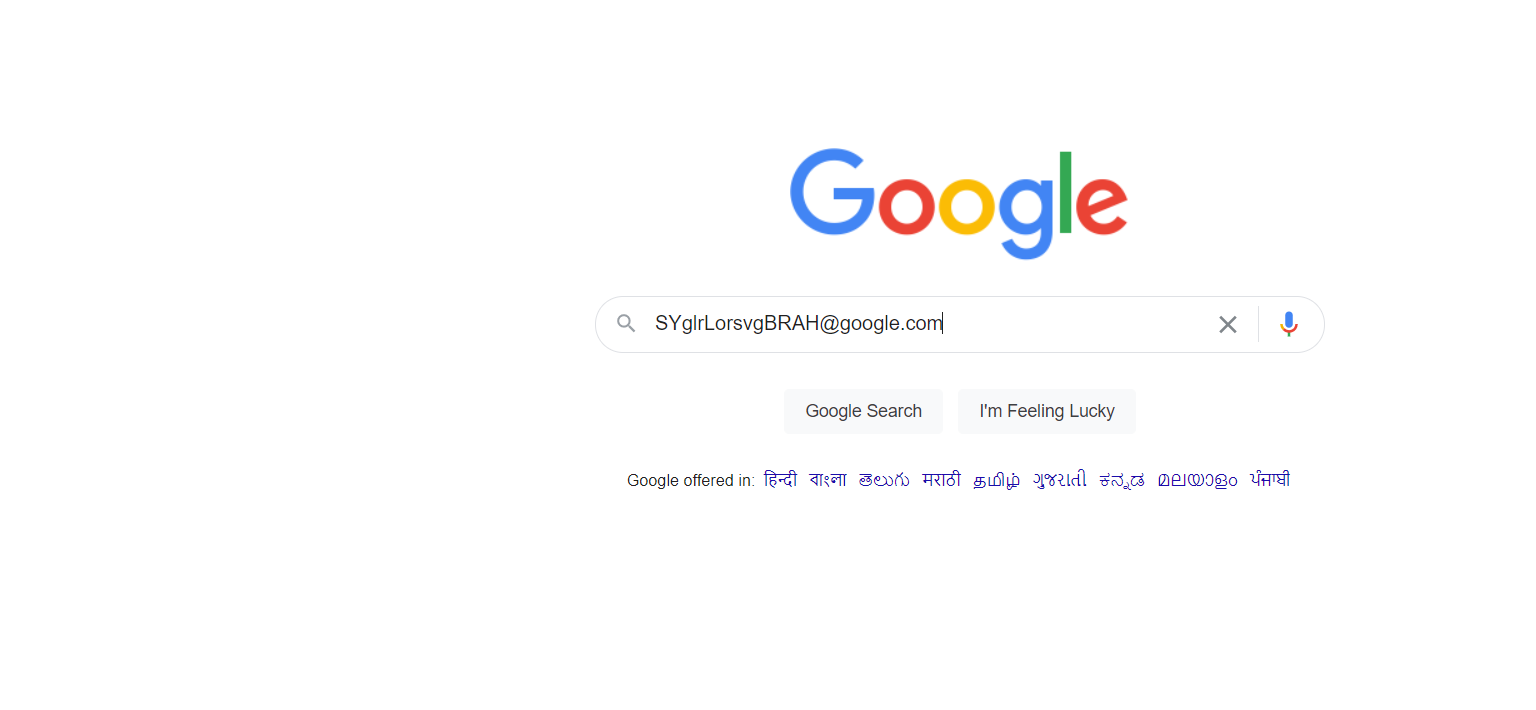 Google
SYglrLorsvgBRAH@google.com
Google Search I'm Feeling Lucky
Google offered in: हिन्दी বাংলা తెలుగు मराठी தமிழ் ગુજરાતી ಕನ್ನಡ മലയാളം ਪੰਜਾਬੀ